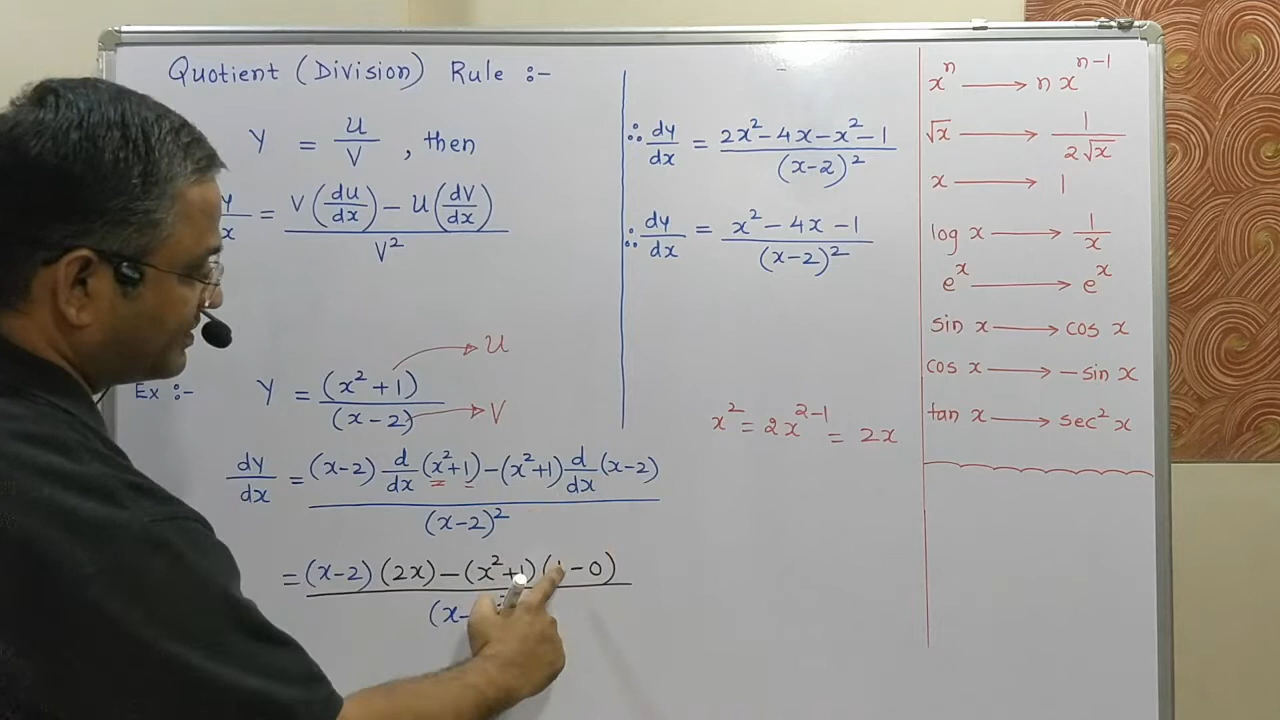 Quotient (Division) Rule :-
Y = U/V , then
= V(du/dx) - U(dV/dx) / V²
Ex :- Y = (x²+1) / (x-2)
U
V
dy/dx = (x-2) d/dx (x²+1) - (x²+1) d/dx (x-2) / (x-2)²
= (x-2) (2x) - (x²+1) (1-0)
∴ dy/dx = 2x²-4x-x²-1 / (x-2)²
∴ dy/dx = x²-4x-1 / (x-2)²
x² = 2x²⁻¹ = 2x
xⁿ ⟶ n xⁿ⁻¹
√x ⟶ 1 / 2√x
x ⟶ 1
log x ⟶ 1/x
eˣ ⟶ eˣ
sin x ⟶ cos x
cos x ⟶ -sin x
tan x ⟶ sec² x